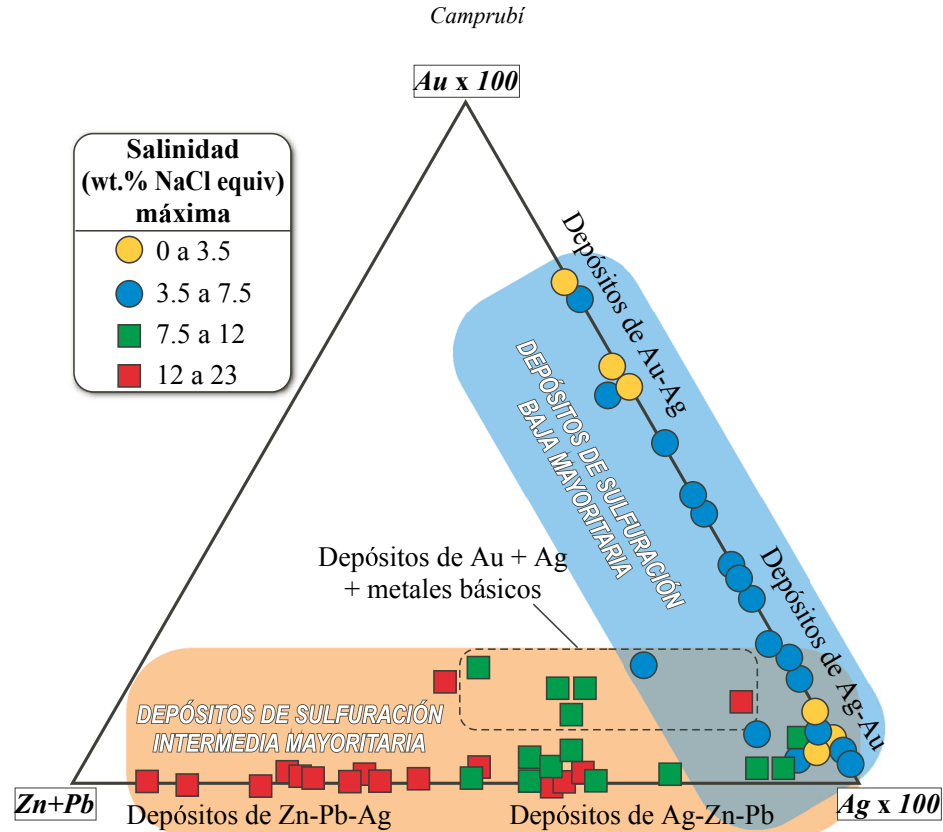 Camprubí
Au x 100
Salinidad
(wt.% NaCl equiv)
máxima
0 a 3.5
3.5 a 7.5
7.5 a 12
12 a 23
Depósitos de Au-Ag
DEPÓSITOS DE SULFURACIÓN
BAJA MAYORITARIA
Depósitos de Au + Ag
+ metales básicos
Depósitos de Ag-Au
DEPÓSITOS DE SULFURACIÓN
INTERMEDIA MAYORITARIA
Zn+Pb
Depósitos de Zn-Pb-Ag
Depósitos de Ag-Zn-Pb
Ag x 100